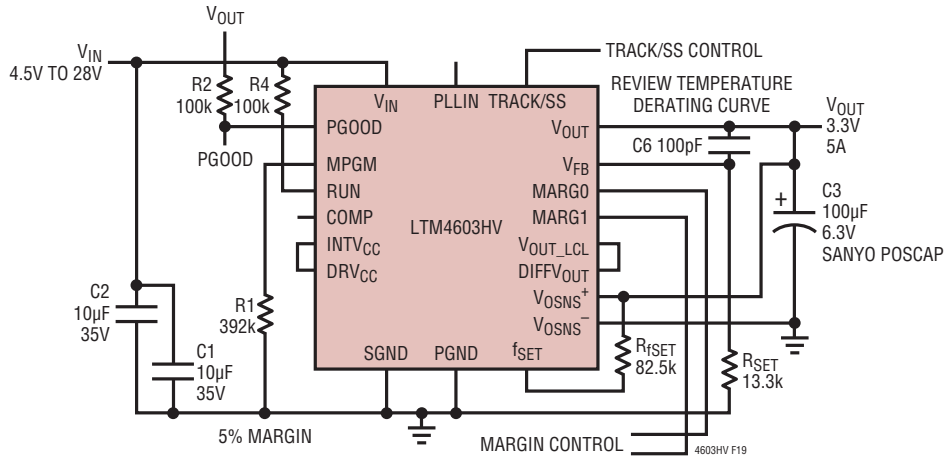 VOUT
VIN
4.5V TO 28V
R2
100k
R4
100k
PGOOD
TRACK/SS CONTROL
REVIEW TEMPERATURE
DERATING CURVE
VIN
PLLIN
TRACK/SS
PGOOD
MPGM
RUN
COMP
INTVCC
DRVCC
LTM4603HV
VOUT
VFB
MARG0
MARG1
VOUT_LCL
DIFFVOUT
VOSNS+
VOSNS–
SGND
PGND
fSET
C6 100pF
VOUT
3.3V
5A
+
C3
100µF
6.3V
SANYO POSCAP
C2
10µF
35V
C1
10µF
35V
R1
392k
RfSET
82.5k
RSET
13.3k
5% MARGIN
MARGIN CONTROL
4603HV F19